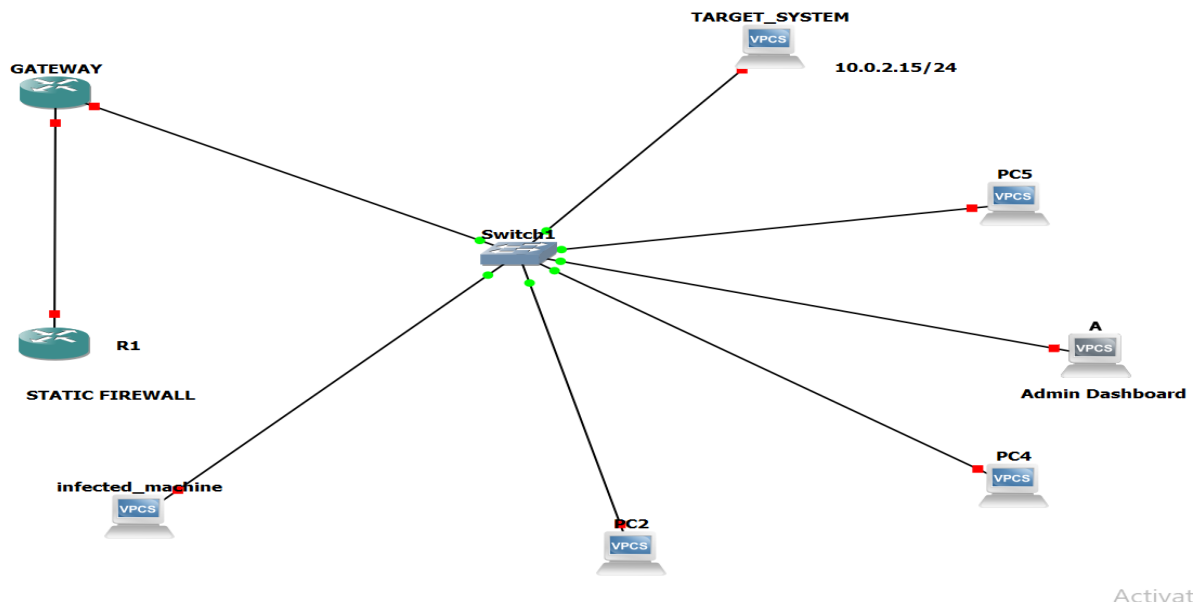 TARGET_SYSTEM
VPCS
10.0.2.15/24
GATEWAY
PC5
VPCS
Switch1
A
VPCS
Admin Dashboard
R1
STATIC FIREWALL
PC4
VPCS
infected_machine
VPCS
PC2
VPCS
Activat